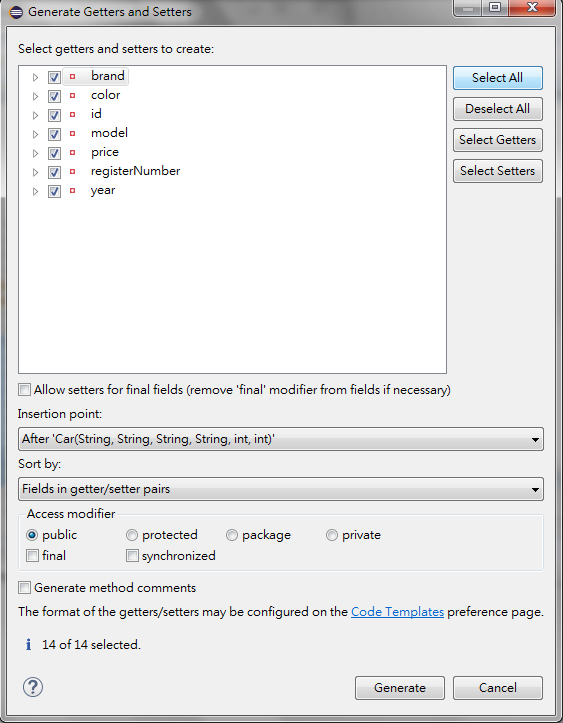 Generate Getters and Setters
Select getters and setters to create:
brand
color
id
model
price
registerNumber
year
Select All
Deselect All
Select Getters
Select Setters
Allow setters for final fields (remove 'final' modifier from fields if necessary)
Insertion point:
After 'Car(String, String, String, String, int, int)'
Sort by:
Fields in getter/setter pairs
Access modifier
public protected package private
final synchronized
Generate method comments
The format of the getters/setters may be configured on the Code Templates preference page.
14 of 14 selected.
Generate Cancel